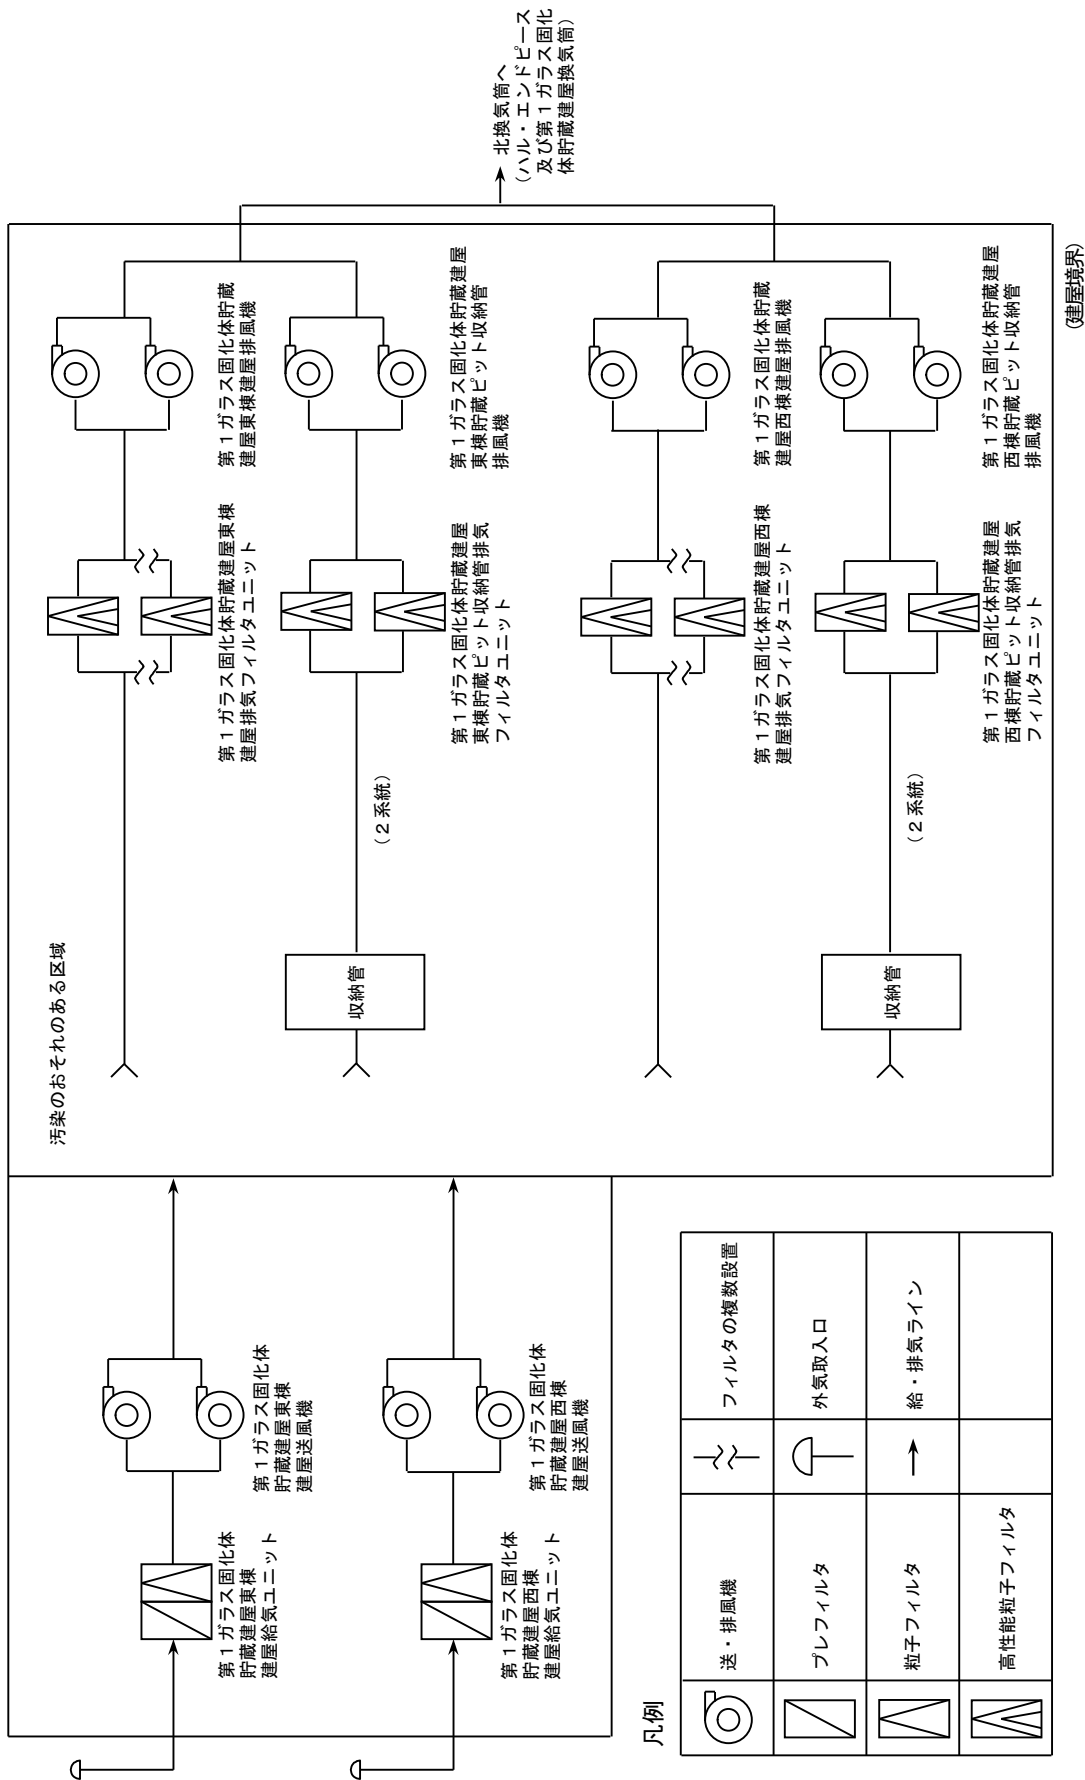 北換気筒へ
(ハル・エンドピース
及び第1ガラス固化
体貯蔵建屋換気筒)
(建屋境界)
汚染のおそれのある区域
第1ガラス固化体貯蔵
建屋東棟建屋排風機
第1ガラス固化体貯蔵建屋
東棟貯蔵ピット収納管
排風機
第1ガラス固化体貯蔵
建屋西棟建屋排風機
第1ガラス固化体貯蔵建屋
西棟貯蔵ピット収納管
排風機
第1ガラス固化体貯蔵建屋東棟
建屋排気フィルタユニット
第1ガラス固化体貯蔵建屋
東棟貯蔵ピット収納管排気
フィルタユニット
第1ガラス固化体貯蔵建屋西棟
建屋排気フィルタユニット
第1ガラス固化体貯蔵建屋
西棟貯蔵ピット収納管排気
フィルタユニット
(2系統)
(2系統)
収納管
収納管
第1ガラス固化体
貯蔵建屋東棟
建屋送風機
第1ガラス固化体
貯蔵建屋西棟
建屋送風機
第1ガラス固化体
貯蔵建屋東棟
建屋給気ユニット
第1ガラス固化体
貯蔵建屋西棟
建屋給気ユニット
凡例
送・排風機
フィルタの複数設置
プレフィルタ
外気取入口
粒子フィルタ
給・排気ライン
高性能粒子フィルタ